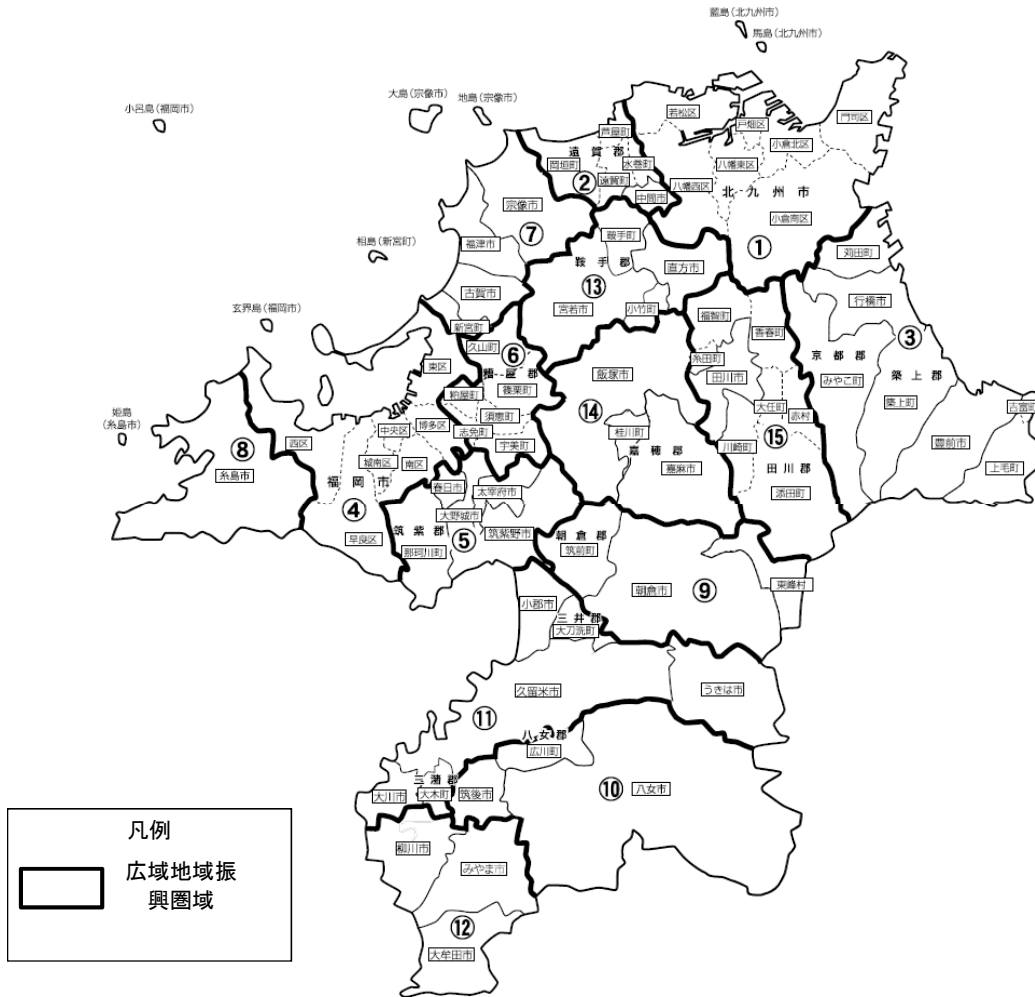 藍島(北九州市)
馬島(北九州市)
大島(宗像市)
地島(宗像市)
小呂島(福岡市)
若松区
戸畑区
門司区
芦屋町
小倉北区
遠賀郡
岡垣町
水巻町
八幡東区
②
遠賀町
八幡西区
北九州市
中間市
宗像市
小倉南区
⑦
鞍手町
①
福津市
相島(新宮町)
鞍手郡
直方市
苅田町
⑬
古賀市
宮若市
小竹町
行橋市
福智町
玄界島(福岡市)
新宮町
香春町
③
久山町
⑥
京都郡
糟屋郡
糸田町
東区
飯塚市
田川市
みやこ町
築上郡
篠栗町
粕屋町
築上町
⑭
大任町
赤村
吉富町
姫島
(糸島市)
須恵町
中央区
博多区
志免町
桂川町
⑮
⑧
西区
宇美町
川崎町
豊前市
嘉穂郡
城南区
南区
糸島市
嘉麻市
田川郡
上毛町
福岡市
春日市
太宰府市
添田町
④
大野城市
筑紫郡
筑紫野市
朝倉郡
早良区
⑤
那珂川町
筑前町
朝倉市
⑨
東峰村
小郡市
三井郡
大刀洗町
久留米市
うきは市
⑪
八女郡
広川町
三潴郡
⑩
八女市
大川市
大木町
筑後市
柳川市
みやま市
⑫
大牟田市
凡例
広域地域振
興圏域